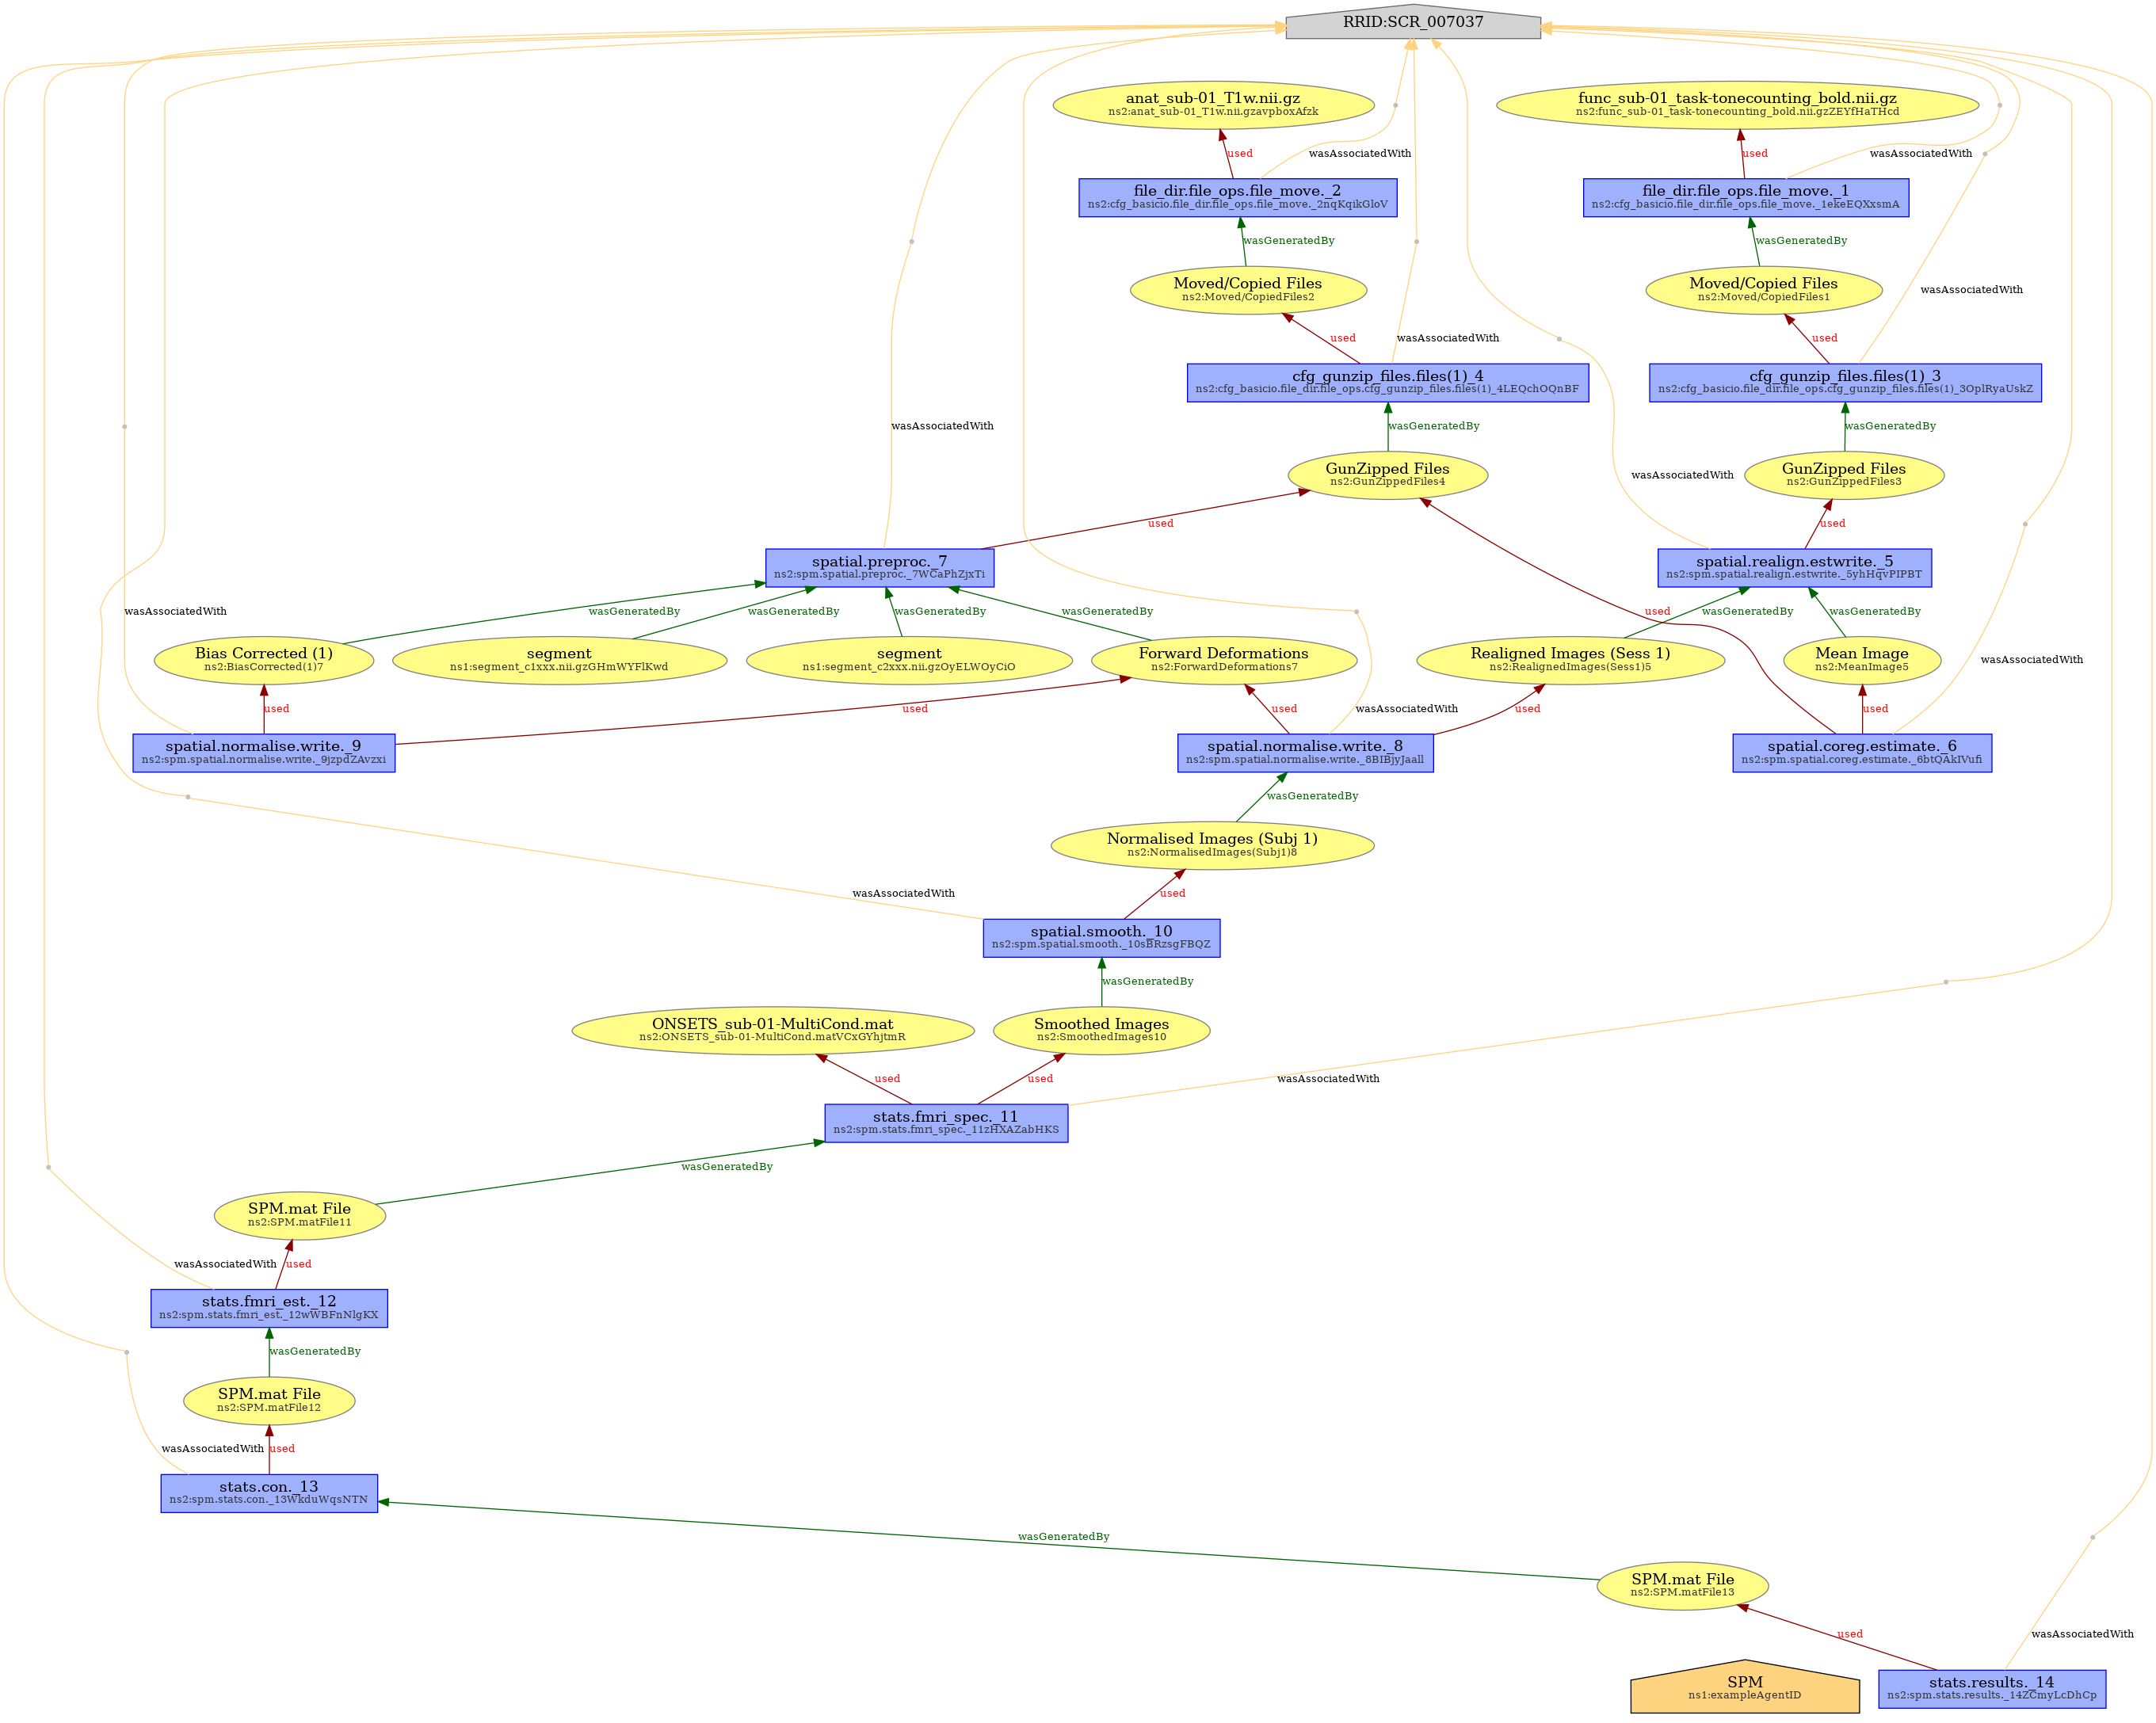 RRID:SCR_007037
anat_sub-01_T1w.nii.gz
ns2:anat_sub-01_T1w.nii.gzavpboxAfzk
func_sub-01_task-tonecounting_bold.nii.gz
ns2:func_sub-01_task-tonecounting_bold.nii.gzZEYfHaTHcd
used
wasAssociatedWith
used
wasAssociatedWith
file_dir.file_ops.file_move._2
ns2:cfg_basicio.file_dir.file_ops.file_move._2nqKqikGloV
file_dir.file_ops.file_move._1
ns2:cfg_basicio.file_dir.file_ops.file_move._1ekeEQXxsmA
wasGeneratedBy
wasGeneratedBy
Moved/Copied Files
ns2:Moved/CopiedFiles2
Moved/Copied Files
ns2:Moved/CopiedFiles1
wasAssociatedWith
used
wasAssociatedWith
used
cfg_gunzip_files.files(1)_4
ns2:cfg_basicio.file_dir.file_ops.cfg_gunzip_files.files(1)_4LEQchOQnBF
cfg_gunzip_files.files(1)_3
ns2:cfg_basicio.file_dir.file_ops.cfg_gunzip_files.files(1)_3OplRyaUskZ
wasAssociatedWith
wasGeneratedBy
wasGeneratedBy
GunZipped Files
ns2:GunZippedFiles4
GunZipped Files
ns2:GunZippedFiles3
wasAssociatedWith
used
used
spatial.preproc._7
ns2:spm.spatial.preproc._7WCaPhZjxTi
spatial.realign.estwrite._5
ns2:spm.spatial.realign.estwrite._5yhHqvPIPBT
wasAssociatedWith
wasGeneratedBy
wasGeneratedBy
wasGeneratedBy
wasGeneratedBy
used
wasGeneratedBy
wasGeneratedBy
Bias Corrected (1)
ns2:BiasCorrected(1)7
segment
ns1:segment_c1xxx.nii.gzGHmWYFlKwd
segment
ns1:segment_c2xxx.nii.gzOyELWOyCiO
Forward Deformations
ns2:ForwardDeformations7
Realigned Images (Sess 1)
ns2:RealignedImages(Sess1)5
Mean Image
ns2:MeanImage5
wasAssociatedWith
used
used
used
wasAssociatedWith
used
used
spatial.normalise.write._9
ns2:spm.spatial.normalise.write._9jzpdZAvzxi
spatial.normalise.write._8
ns2:spm.spatial.normalise.write._8BIBjyJaall
spatial.coreg.estimate._6
ns2:spm.spatial.coreg.estimate._6btQAkIVufi
wasGeneratedBy
Normalised Images (Subj 1)
ns2:NormalisedImages(Subj1)8
wasAssociatedWith
used
spatial.smooth._10
ns2:spm.spatial.smooth._10sBRzsgFBQZ
wasGeneratedBy
ONSETS_sub-01-MultiCond.mat
ns2:ONSETS_sub-01-MultiCond.matVCxGYhjtmR
Smoothed Images
ns2:SmoothedImages10
used
used
wasAssociatedWith
stats.fmri_spec._11
ns2:spm.stats.fmri_spec._11zHXAZabHKS
wasGeneratedBy
SPM.mat File
ns2:SPM.matFile11
wasAssociatedWith
used
stats.fmri_est._12
ns2:spm.stats.fmri_est._12wWBFnNlgKX
wasGeneratedBy
SPM.mat File
ns2:SPM.matFile12
wasAssociatedWith
used
stats.con._13
ns2:spm.stats.con._13WkduWqsNTN
wasGeneratedBy
SPM.mat File
ns2:SPM.matFile13
used
wasAssociatedWith
SPM
ns1:exampleAgentID
stats.results._14
ns2:spm.stats.results._14ZCmyLcDhCp